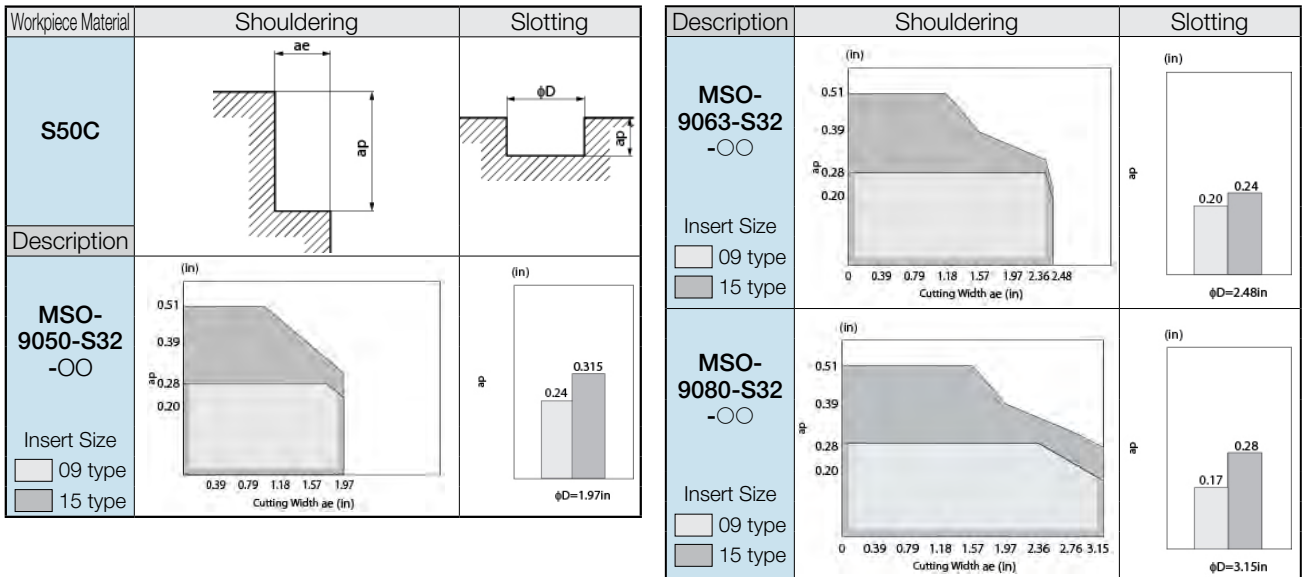 Workpiece Material Shouldering Slotting
S50C
ae
ap
ϕD
ap
Description
MSO-
9050-S32
-○○
Insert Size
09 type
15 type
(in)
0.51
0.39
0.28
0.20
ap
0.39 0.79 1.18 1.57 1.97
Cutting Width ae (in)
(in)
ap
0.24
0.315
ϕD=1.97in
Description Shouldering Slotting
MSO-
9063-S32
-○○
Insert Size
09 type
15 type
(in)
0.51
0.39
0.28
0.20
ap
0 0.39 0.79 1.18 1.57 1.97 2.36 2.48
Cutting Width ae (in)
(in)
ap
0.20
0.24
ϕD=2.48in
MSO-
9080-S32
-○○
Insert Size
09 type
15 type
(in)
0.51
0.39
0.28
0.20
ap
0 0.39 0.79 1.18 1.57 1.97 2.36 2.76 3.15
Cutting Width ae (in)
(in)
ap
0.17
0.28
ϕD=3.15in